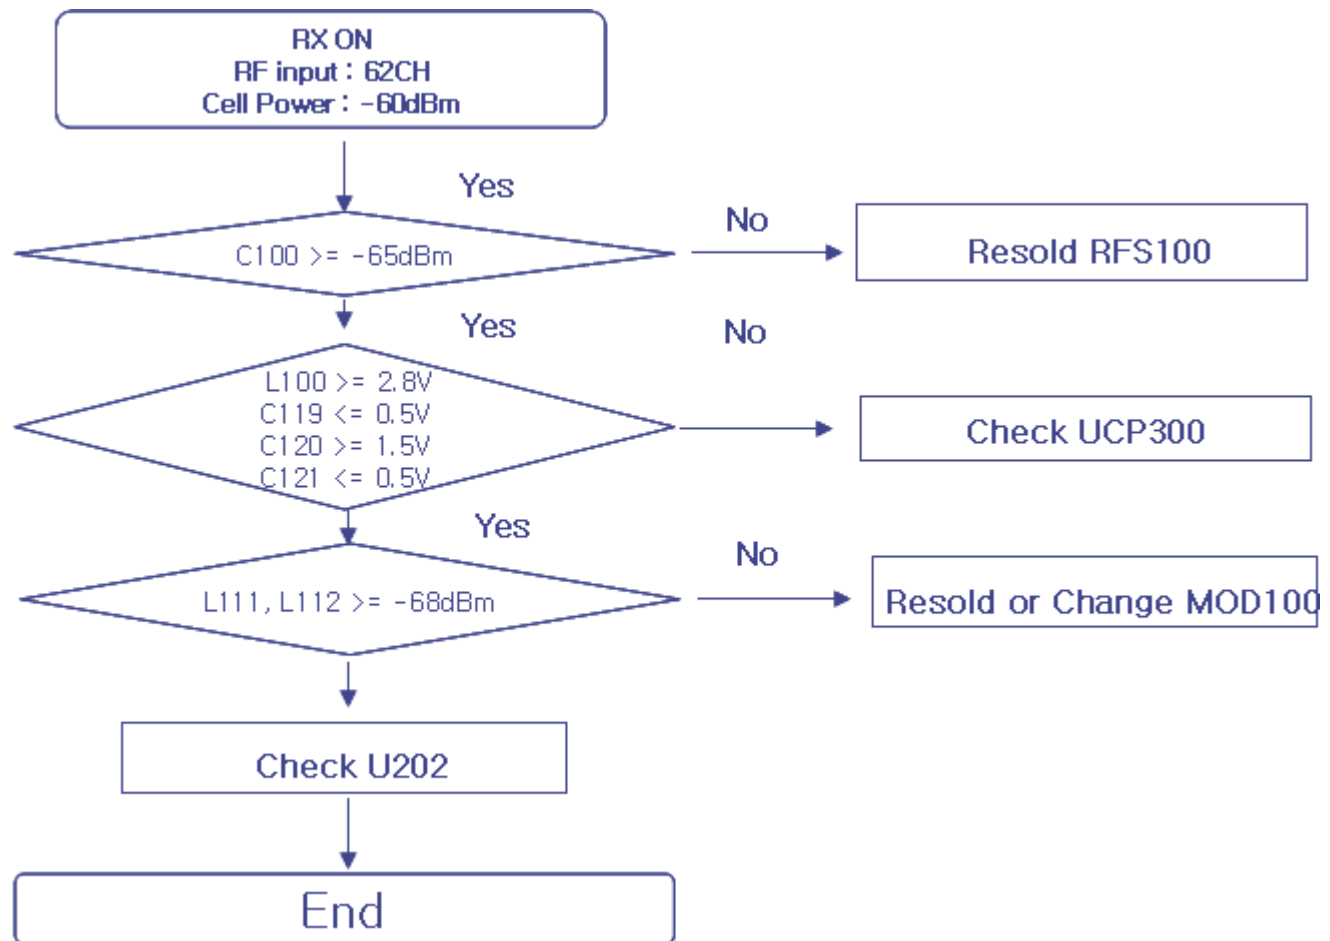 RX ON
RF input : 62CH
Cell Power : -60dBm
Yes
C100 >= -65dBm
No
Resold RFS100
Yes
No
L100 >= 2.8V
C119 <= 0.5V
C120 >= 1.5V
C121 <= 0.5V
Check UCP300
Yes
No
L111, L112 >= -68dBm
Resold or Change MOD100
Check U202
End